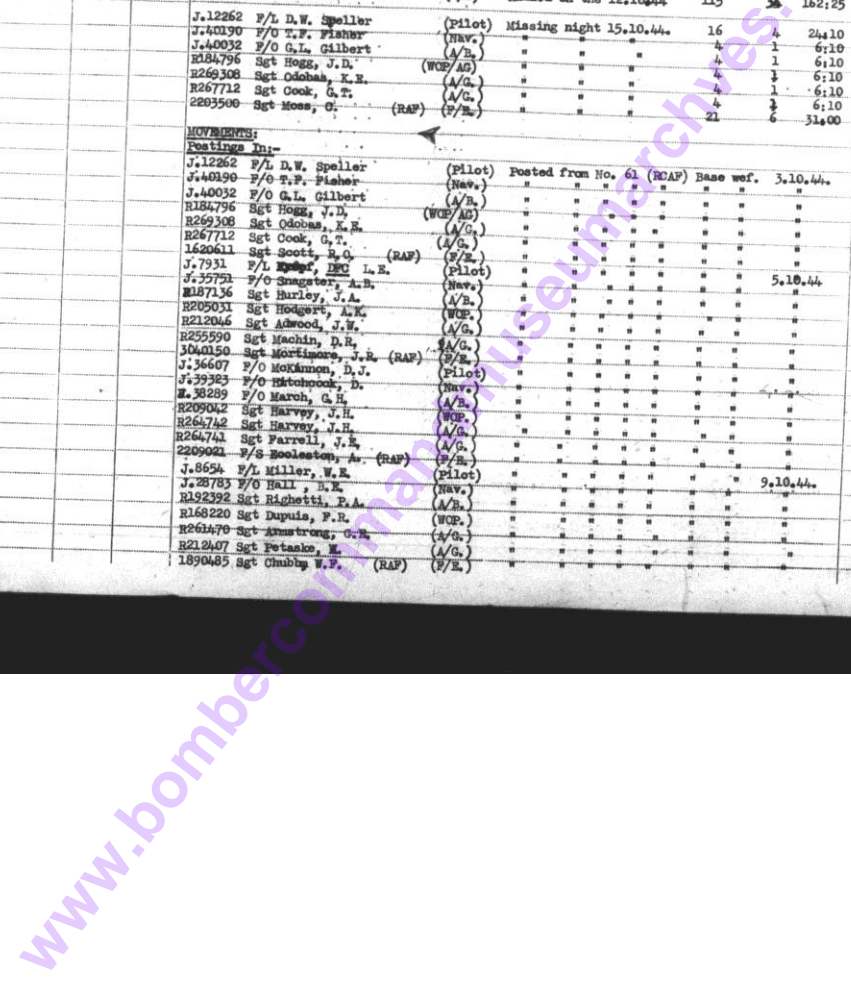 12.10.44 115 162:25
J.12262 F/L D.W. Speller (Pilot) Missing night 15.10.44. 16 4 24:10
J.40190 F/O T.F. Fisher (Nav.) " " " 4 1 6:10
J.40032 F/O G.L. Gilbert (A/B.) " " " 4 1 6:10
R184796 Sgt Hogg, J.D. (WOP/AG) " " " 4 1 6:10
R269308 Sgt Odobas, K.E. (A/G.) " " " 4 1 6:10
R267712 Sgt Cook, G.T. (A/G.) " " " 4 1 6:10
2203500 Sgt Moss, (RAF) (F/E.) " " " 21 6 31.00
MOVEMENTS:
Postings In:-
J.12262 F/L D.W. Speller (Pilot) Posted from No. 61 (RCAF) Base wef. 3.10.44.
J.40190 F/O T.F. Fisher (Nav.) " " " " " " " "
J.40032 F/O G.L. Gilbert (A/B.) " " " " " " " "
R184796 Sgt Hogg, J.D. (WOP/AG) " " " " " " " "
R269308 Sgt Odobas, K.E. (A/G.) " " " " " " " "
R267712 Sgt Cook, G.T. (A/G.) " " " " " " " "
1620611 Sgt Scott, R.O. (RAF) (F/E.) " " " " " " " "
J.7931 F/L DFC L.E. (Pilot) " " " " " " " 5.10.44
J.35751 F/O Sangster, A.B. (Nav.) " " " " " " " "
R187136 Sgt Hurley, J.A. (A/B.) " " " " " " " "
R205031 Sgt Hodgert, A.K. (WOP.) " " " " " " " "
R212046 Sgt Adwood, J.W. (A/G.) " " " " " " " "
R255590 Sgt Machin, D.R. (A/G.) " " " " " " " "
3040150 Sgt Mortimore, J.R. (RAF) (F/E.) " " " " " " " "
J.36607 F/O McKinnon, D.J. (Pilot) " " " " " " " "
J.39323 F/O Hitchcock, D. (Nav.) " " " " " " " "
38289 F/O March, G.H. (A/B.) " " " " " " " "
R209042 Sgt Harvey, J.H. (WOP.) " " " " " " " "
R264742 Sgt Harvey, J.H. (A/G.) " " " " " " " "
R264741 Sgt Farrell, J.E. (A/G.) " " " " " " " "
2209021 F/S Eccleston, A. (RAF) (F/E.) " " " " " " " "
J.8654 F/L Miller, W.R. (Pilot) " " " " " " " 9.10.44.
J.28783 F/O Hall, B.E. (Nav.) " " " " " " " "
R192392 Sgt Righetti, P.A. (A/B.) " " " " " " " "
R168220 Sgt Dupuis, F.R. (WOP.) " " " " " " " "
R261470 Sgt Armstrong, (A/G.) " " " " " " " "
R212407 Sgt Petaske, (A/G.) " " " " " " " "
1890485 Sgt Chubb, W.F. (RAF) (F/E.) " " " " " " " "
www.bombercommandmuseumarchives.